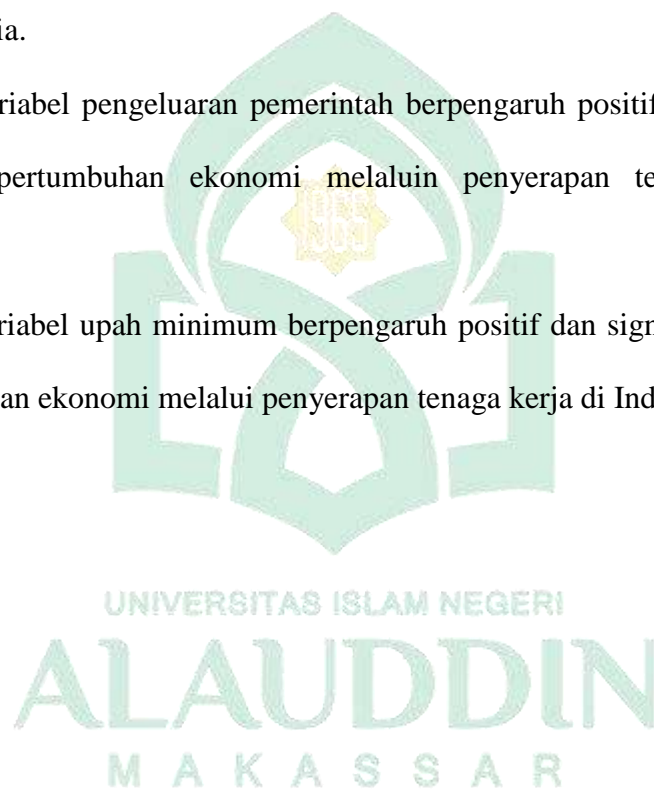 ia.
riabel pengeluaran pemerintah berpengaruh positif
pertumbuhan ekonomi melaluin penyerapan te
riabel upah minimum berpengaruh positif dan sign
an ekonomi melalui penyerapan tenaga kerja di Ind
UNIVERSITAS ISLAM NEGERI
ALAUDDIN
MAKASSAR